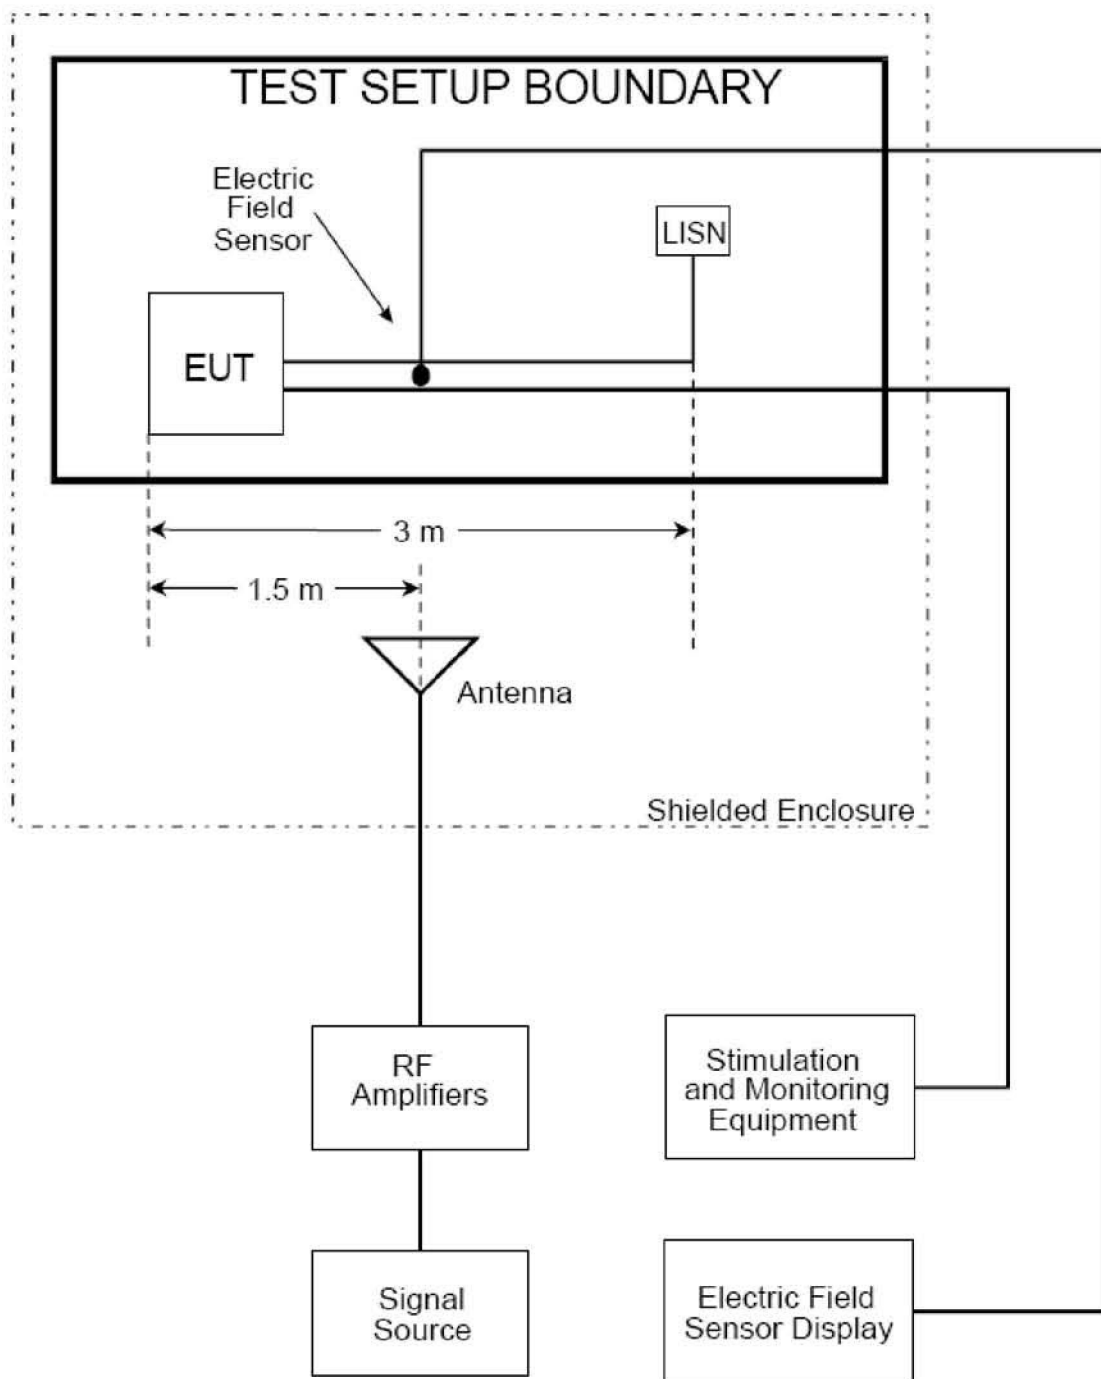 TEST SETUP BOUNDARY
Electric
Field
Sensor
LISN
EUT
3 m
1.5 m
Antenna
Shielded Enclosure
RF
Amplifiers
Stimulation
and Monitoring
Equipment
Signal
Source
Electric Field
Sensor Display